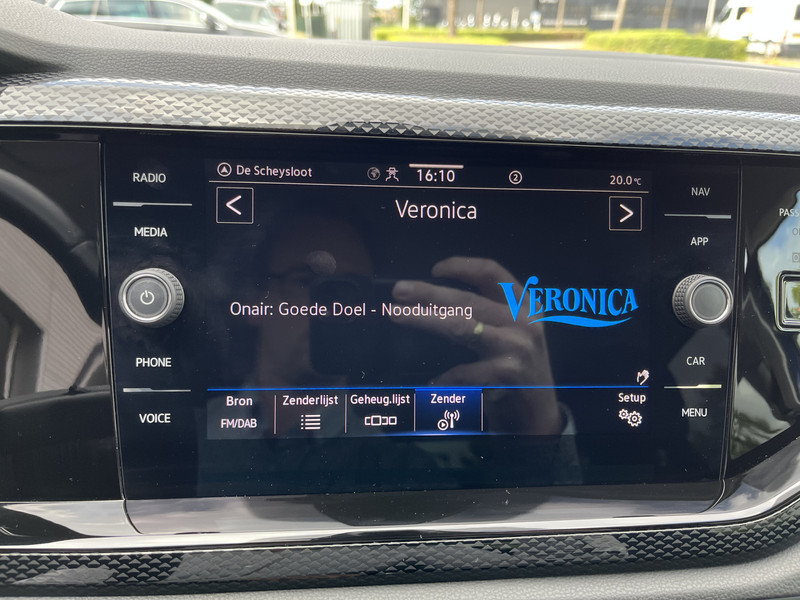 RADIO
MEDIA
PHONE
VOICE
De Scheysloot
16:10
2
20.0°C
Veronica
Onair: Goede Doel - Nooduitgang
VERONICA
Bron
FM/DAB
Zenderlijst
Geheug.lijst
Zender
Setup
NAV
APP
CAR
MENU
PASS